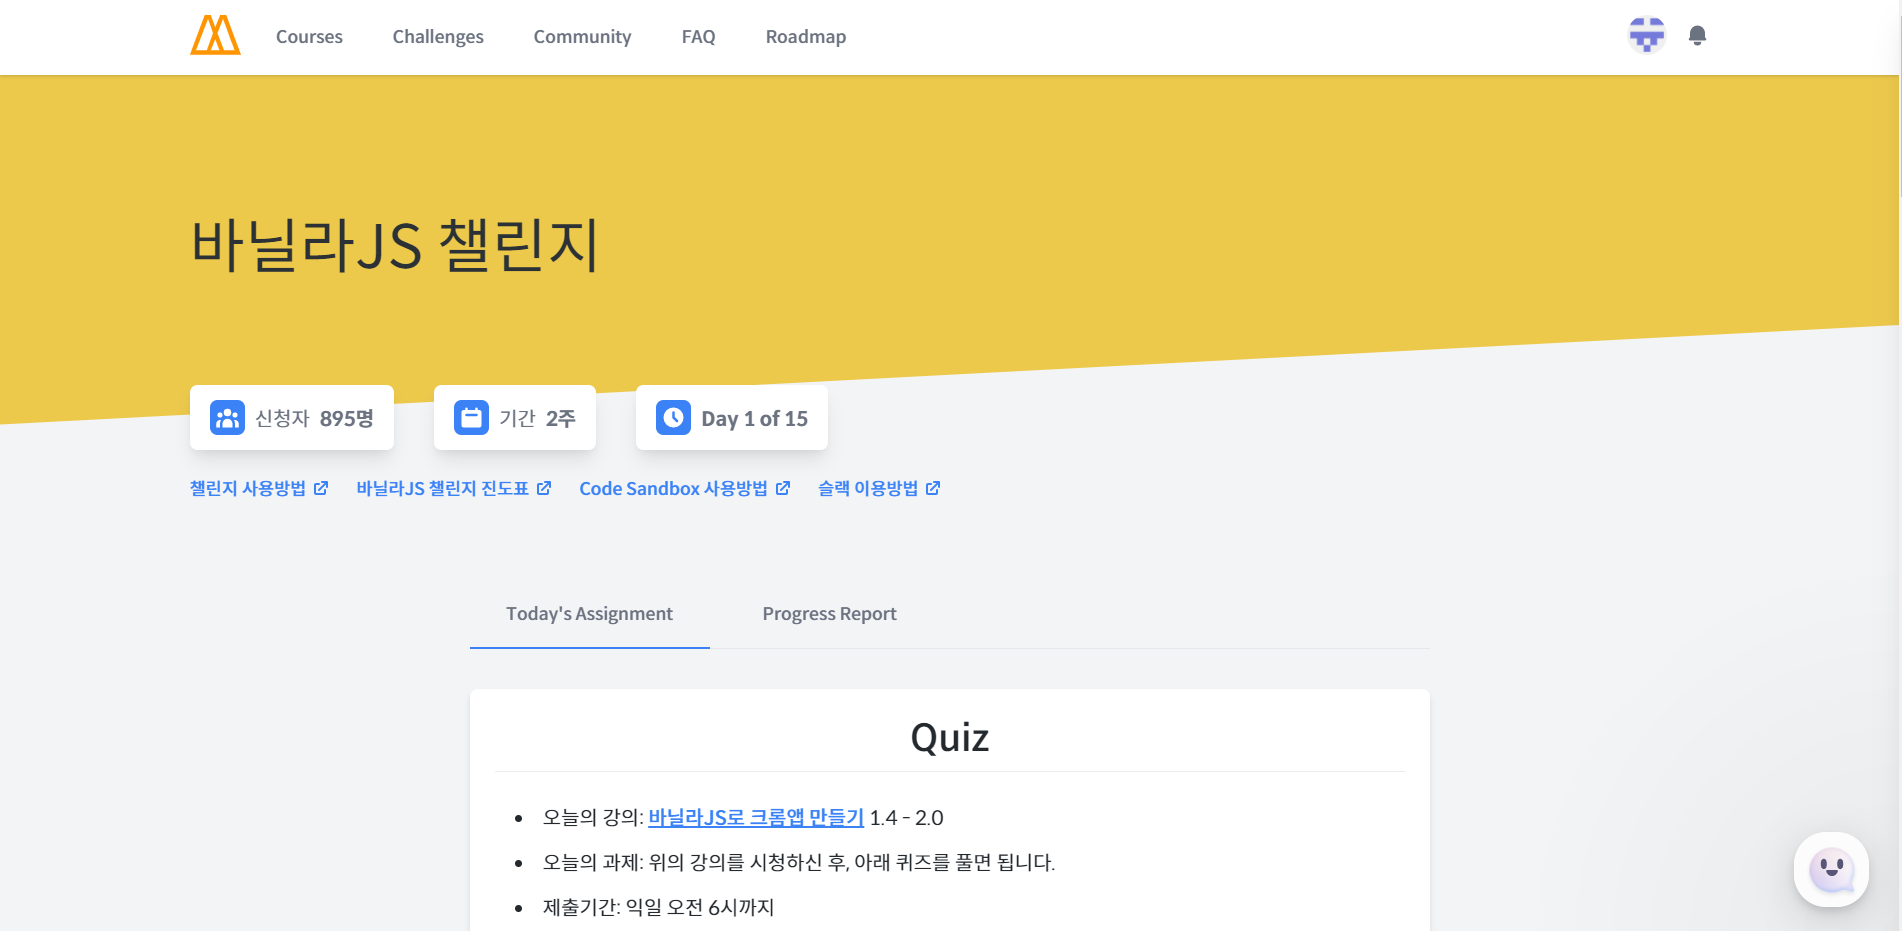 Courses Challenges Community FAQ Roadmap
바닐라JS 챌린지
신청자 895명 기간 2주 Day 1 of 15
챌린지 사용방법 바닐라JS 챌린지 진도표 Code Sandbox 사용방법 슬랙 이용방법
Today's Assignment Progress Report
Quiz
• 오늘의 강의: 바닐라JS로 크롬앱 만들기 1.4 - 2.0
• 오늘의 과제: 위의 강의를 시청하신 후, 아래 퀴즈를 풀면 됩니다.
• 제출기간: 익일 오전 6시까지